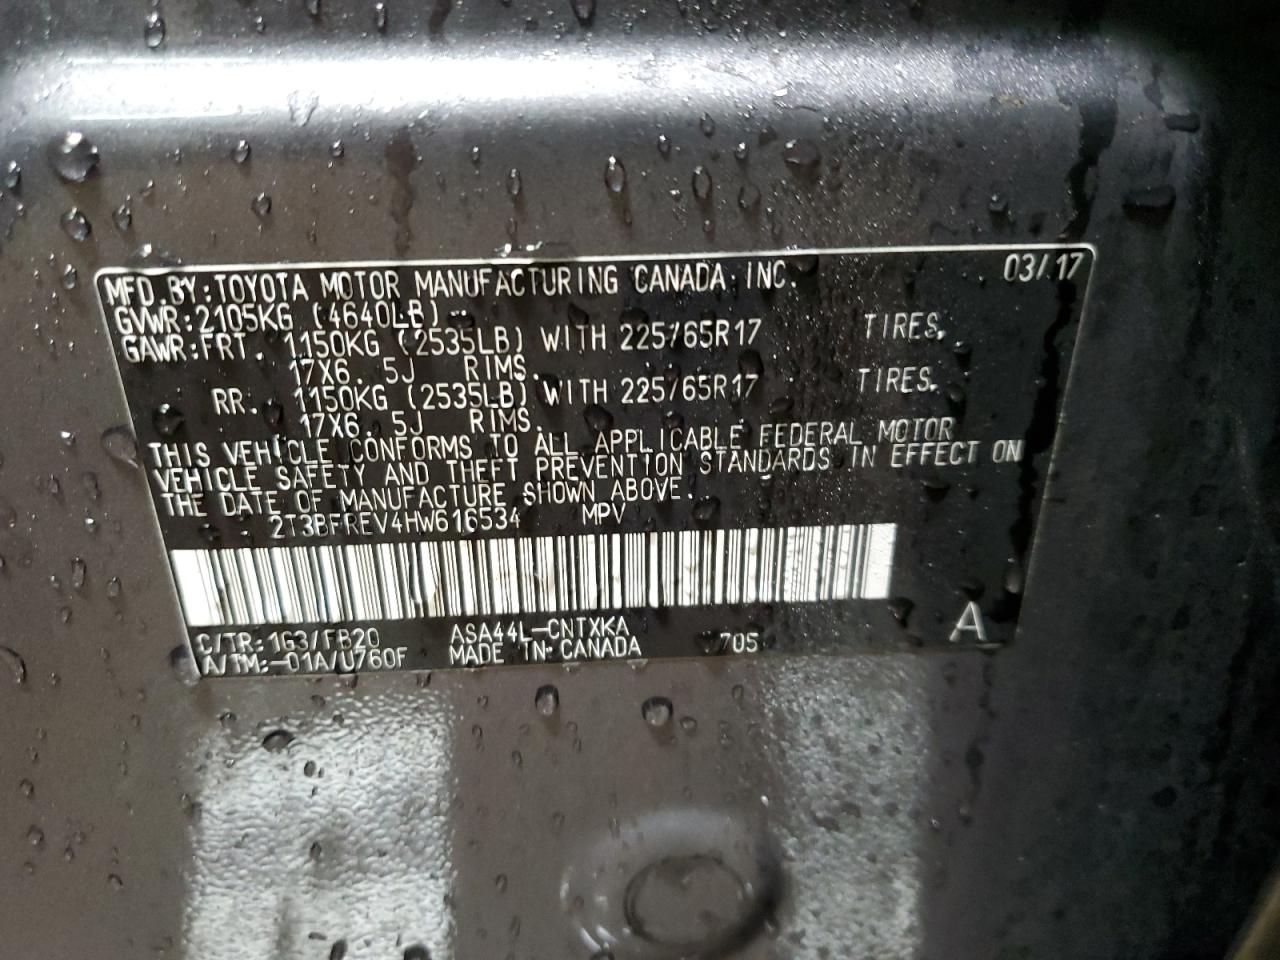 MFD.BY:TOYOTA MOTOR MANUFACTURING CANADA INC. 03/17
GVWR:2105KG (4640LB)
GAWR:FRT. 1150KG (2535LB) WITH 225/65R17 TIRES,
17X6.5J RIMS.
RR. 1150KG (2535LB) WITH 225/65R17 TIRES,
17X6.5J RIMS.
THIS VEHICLE CONFORMS TO ALL APPLICABLE FEDERAL MOTOR
VEHICLE SAFETY AND THEFT PREVENTION STANDARDS IN EFFECT ON
THE DATE OF MANUFACTURE SHOWN ABOVE.
2T3BFREV4HW616534 MPV
C/TR:1G3/FB20 ASA44L-CNTXKA 705 A
A/TM:-01A/U760F MADE IN CANADA